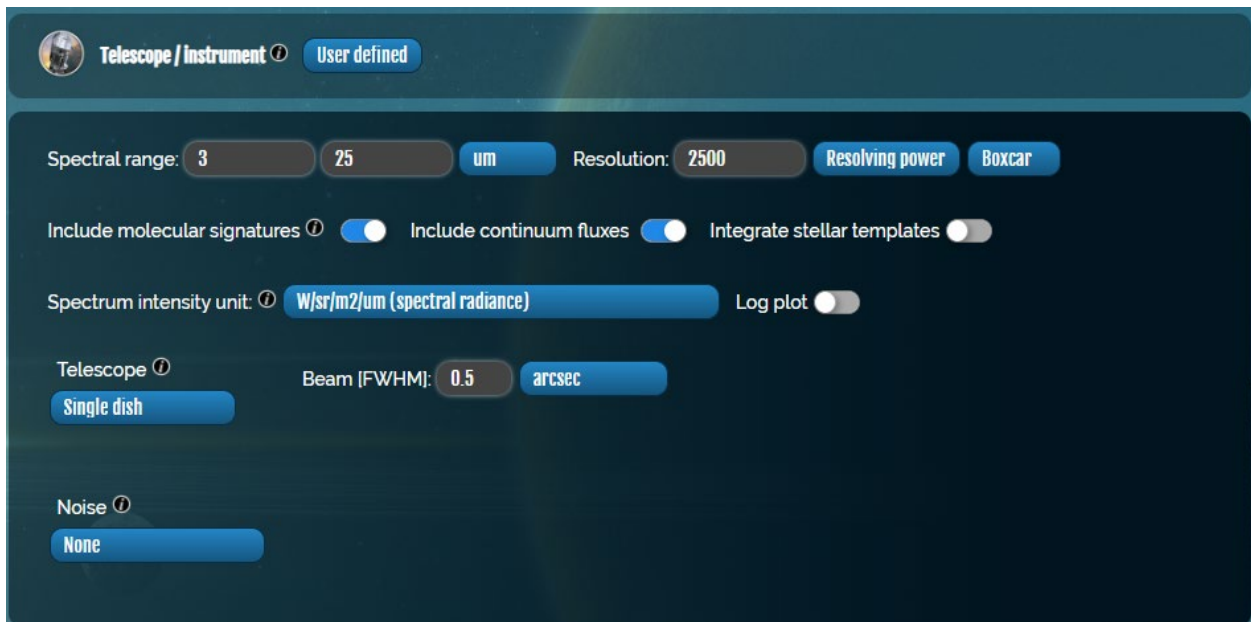 Telescope / instrument User defined
Spectral range: 3 25 um Resolution: 2500 Resolving power Boxcar
Include molecular signatures Include continuum fluxes Integrate stellar templates
Spectrum intensity unit: W/sr/m2/um (spectral radiance) Log plot
Telescope
Beam [FWHM]: 0.5 arcsec
Single dish
Noise
None